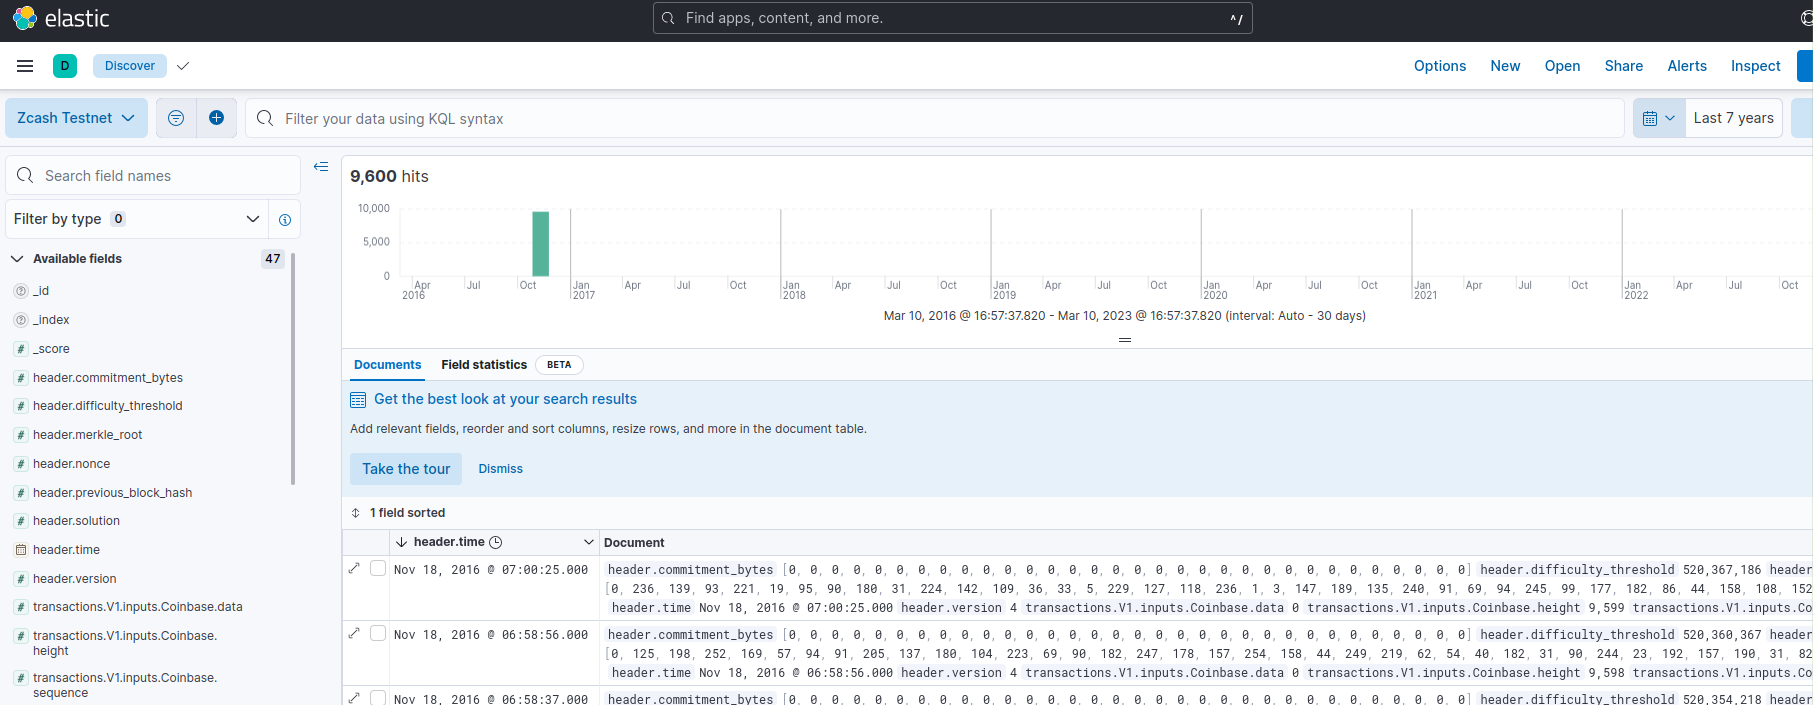 elastic
Find apps, content, and more.
^/
D
Discover
Options
New
Open
Share
Alerts
Inspect
Zcash Testnet
Filter your data using KQL syntax
Last 7 years
Search field names
Filter by type 0
Available fields 47
_id
_index
# _score
# header.commitment_bytes
# header.difficulty_threshold
# header.merkle_root
# header.nonce
# header.previous_block_hash
# header.solution
header.time
# header.version
# transactions.V1.inputs.Coinbase.data
# transactions.V1.inputs.Coinbase.
height
# transactions.V1.inputs.Coinbase.
sequence
9,600 hits
10,000
5,000
0
Apr Jul Oct Jan Apr Jul Oct Jan Apr Jul Oct Jan Apr Jul Oct Jan Apr Jul Oct Jan Apr Jul Oct Jan Apr Jul Oct
2016 2017 2018 2019 2020 2021 2022
Mar 10, 2016 @ 16:57:37.820 - Mar 10, 2023 @ 16:57:37.820 (interval: Auto - 30 days)
Documents
Field statistics
BETA
Get the best look at your search results
Add relevant fields, reorder and sort columns, resize rows, and more in the document table.
Take the tour
Dismiss
1 field sorted
header.time
Document
Nov 18, 2016 @ 07:00:25.000
header.commitment_bytes [0, 0, 0, 0, 0, 0, 0, 0, 0, 0, 0, 0, 0, 0, 0, 0, 0, 0, 0, 0, 0, 0, 0, 0, 0, 0, 0, 0, 0, 0, 0, 0] header.difficulty_threshold 520,367,186 header
[0, 236, 139, 93, 221, 19, 95, 90, 180, 31, 224, 142, 109, 36, 33, 5, 229, 127, 118, 236, 1, 3, 147, 189, 135, 240, 91, 69, 94, 245, 99, 177, 182, 86, 44, 158, 108, 152
header.time Nov 18, 2016 @ 07:00:25.000 header.version 4 transactions.V1.inputs.Coinbase.data 0 transactions.V1.inputs.Coinbase.height 9,599 transactions.V1.inputs.Co
Nov 18, 2016 @ 06:58:56.000
header.commitment_bytes [0, 0, 0, 0, 0, 0, 0, 0, 0, 0, 0, 0, 0, 0, 0, 0, 0, 0, 0, 0, 0, 0, 0, 0, 0, 0, 0, 0, 0, 0, 0, 0] header.difficulty_threshold 520,360,367 header
[0, 125, 198, 252, 169, 57, 94, 91, 205, 137, 180, 104, 223, 69, 90, 182, 247, 178, 157, 254, 158, 44, 249, 219, 62, 54, 40, 182, 31, 90, 244, 23, 192, 157, 190, 31, 82
header.time Nov 18, 2016 @ 06:58:56.000 header.version 4 transactions.V1.inputs.Coinbase.data 0 transactions.V1.inputs.Coinbase.height 9,598 transactions.V1.inputs.Co
Nov 18, 2016 @ 06:58:37.000
header.commitment_bytes [0, 0, 0, 0, 0, 0, 0, 0, 0, 0, 0, 0, 0, 0, 0, 0, 0, 0, 0, 0, 0, 0, 0, 0, 0, 0, 0, 0, 0, 0, 0, 0] header.difficulty_threshold 520,354,218 header